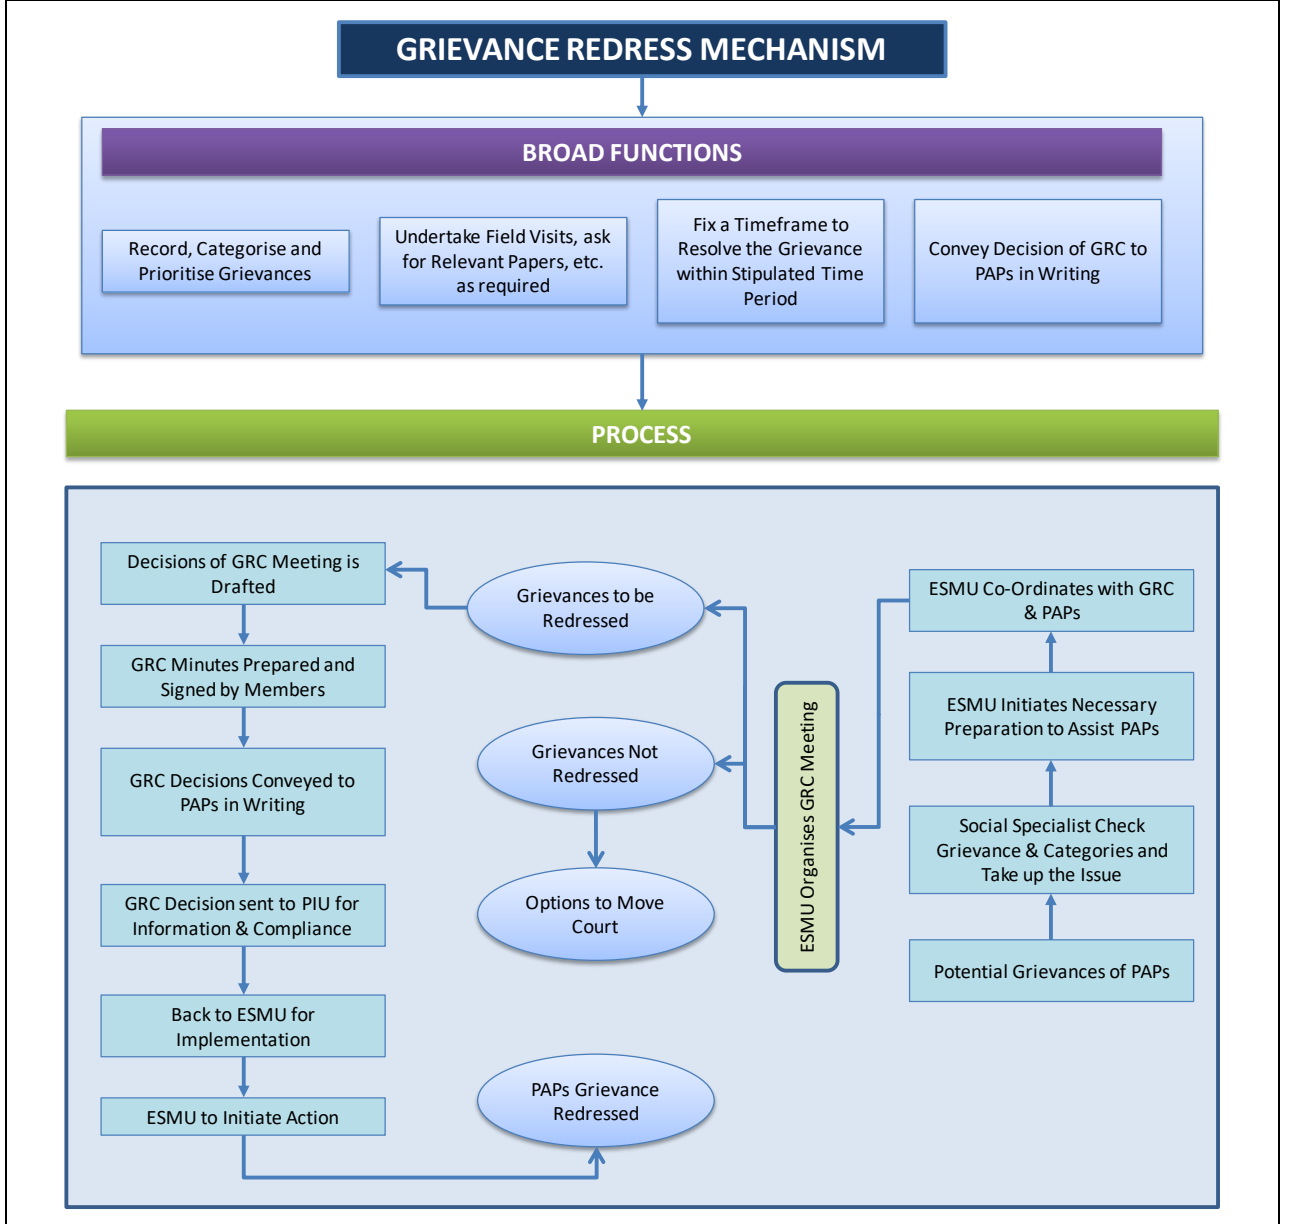 GRIEVANCE REDRESS MECHANISM
BROAD FUNCTIONS
Record, Categorise and
Prioritise Grievances
Undertake Field Visits, ask
for Relevant Papers, etc.
as required
Fix a Timeframe to
Resolve the Grievance
within Stipulated Time
Period
Convey Decision of GRC to
PAPs in Writing
PROCESS
Decisions of GRC Meeting is
Drafted
GRC Minutes Prepared and
Signed by Members
GRC Decisions Conveyed to
PAPs in Writing
GRC Decision sent to PIU for
Information & Compliance
Back to ESMU for
Implementation
ESMU to Initiate Action
Grievances to be
Redressed
Grievances Not
Redressed
Options to Move
Court
PAPs Grievance
Redressed
ESMU Organises GRC Meeting
ESMU Co-Ordinates with GRC
& PAPs
ESMU Initiates Necessary
Preparation to Assist PAPs
Social Specialist Check
Grievance & Categories and
Take up the Issue
Potential Grievances of PAPs